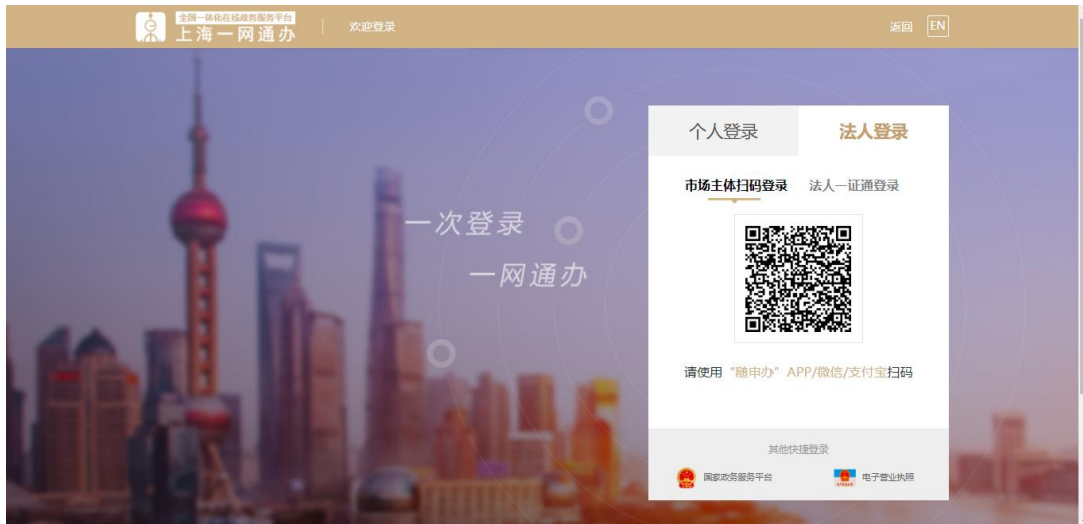 全国一体化在线政务服务平台
上海一网通办
欢迎登录
返回
EN
一次登录
一网通办
个人登录
法人登录
市场主体扫码登录
法人一证通登录
请使用“随申办”APP/微信/支付宝扫码
其他快捷登录
国家政务服务平台
电子营业执照